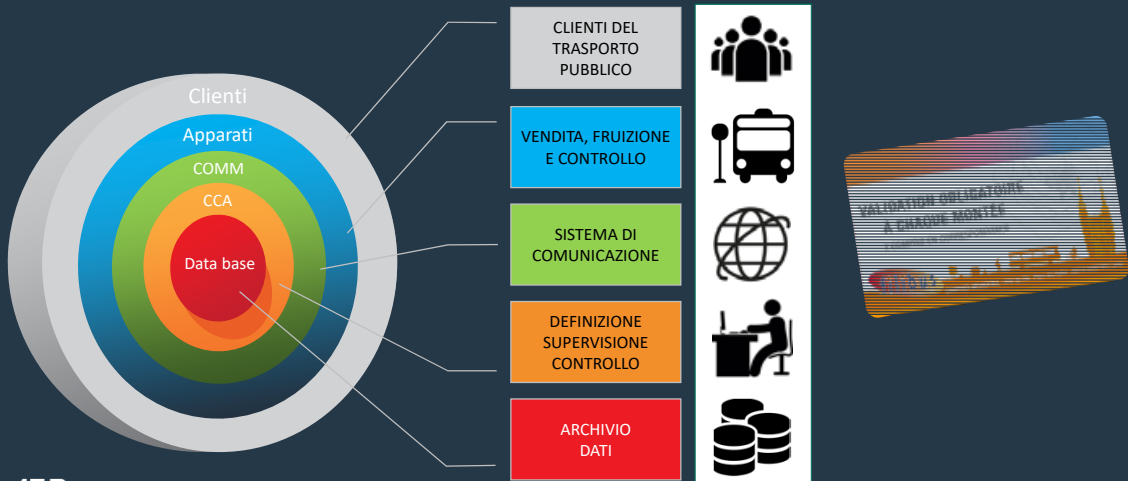 Clienti
Apparati
COMM
CCA
Data base
CLIENTI DEL
TRASPORTO
PUBBLICO
VENDITA, FRUIZIONE
E CONTROLLO
SISTEMA DI
COMUNICAZIONE
DEFINIZIONE
SUPERVISIONE
CONTROLLO
ARCHIVIO
DATI
VALIDATION OBLIGATOIRE
À CHAQUE MONTÉE